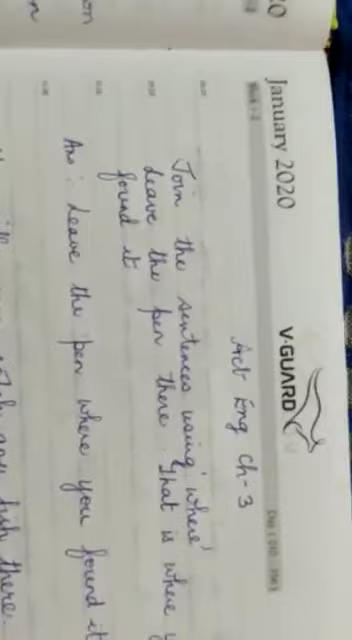 January 2020
V-GUARD
Act Eng Ch-3
Join the sentences using 'where'
Leave the pen there. That is where
found it
Ans: Leave the pen where you found it
fish there.